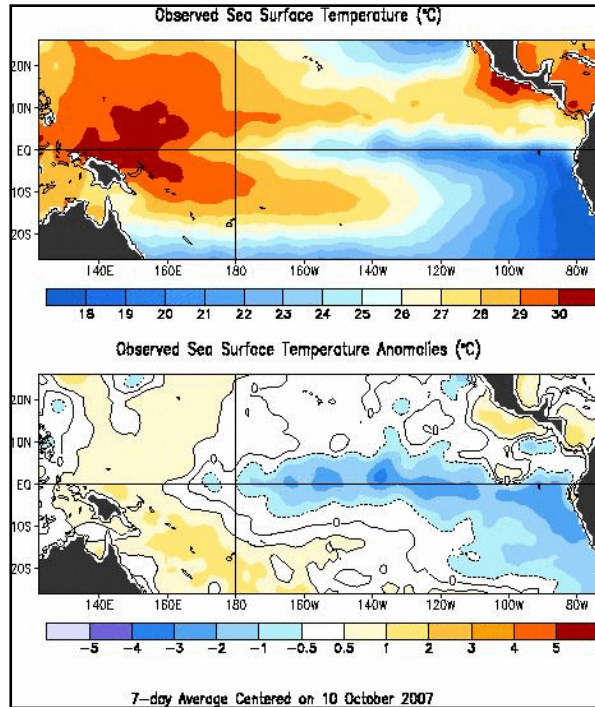 Observed Sea Surface Temperature (°C)
20N
10N
EQ
10S
20S
140E 160E 180 160W 140W 120W 100W 80W
18 19 20 21 22 23 24 25 26 27 28 29 30
Observed Sea Surface Temperature Anomalies (°C)
20N
10N
EQ
10S
20S
140E 160E 180 160W 140W 120W 100W 80W
-5 -4 -3 -2 -1 -0.5 0.5 1 2 3 4 5
7-day Average Centered on 10 October 2007